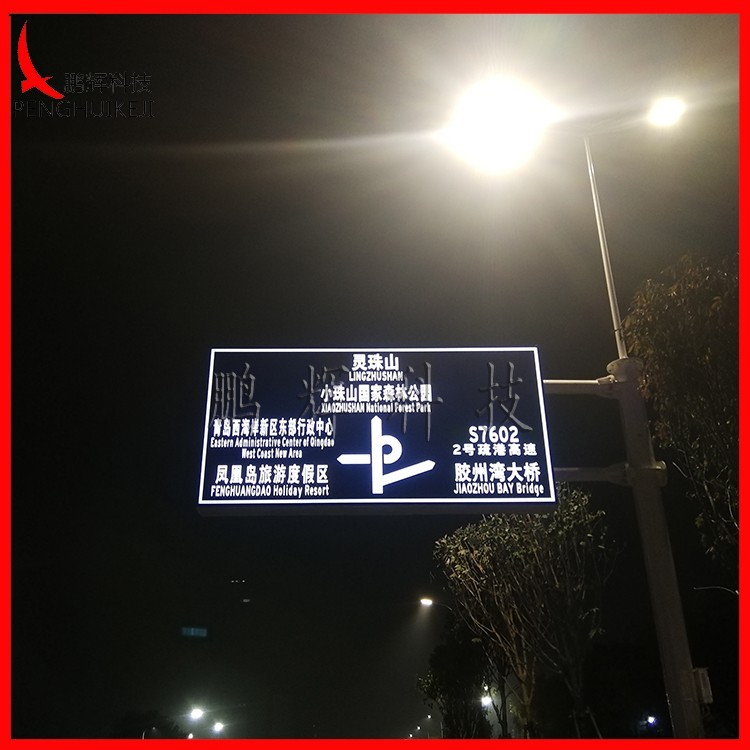 鹏辉科技
PENGHUIKEJI
灵珠山
LINGZHUSHAN
小珠山国家森林公园
XIAOZHUSHAN National Forest Park
鹏辉科技
青岛西海岸新区东部行政中心
Eastern Administrative Center of Qingdao
West Coast New Area
凤凰岛旅游度假区
FENGHUANGDAO Holiday Resort
S7602
2号疏港高速
胶州湾大桥
JIAOZHOU BAY Bridge